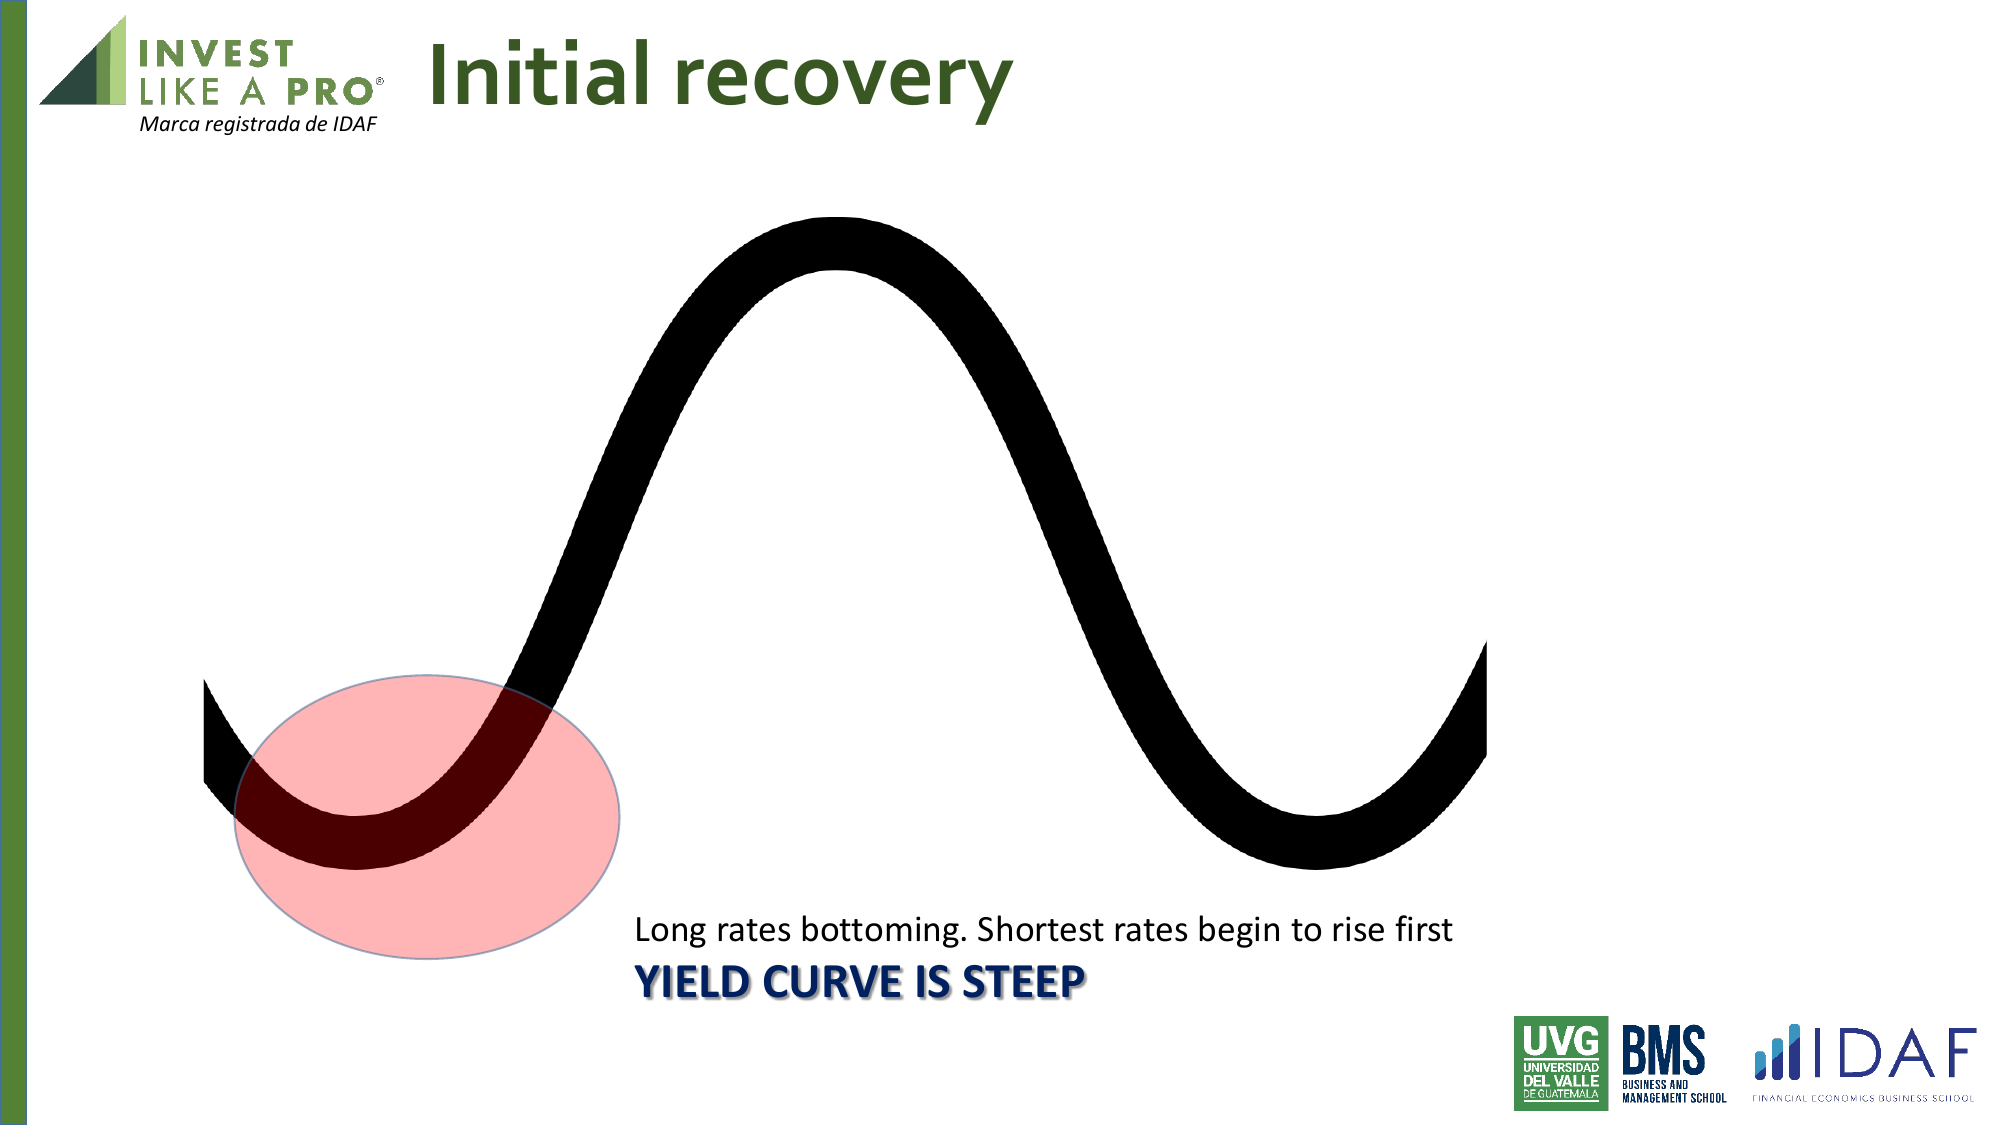 INVEST
LIKE A PRO®
Marca registrada de IDAF
Initial recovery
Long rates bottoming. Shortest rates begin to rise first
YIELD CURVE IS STEEP
UVG
UNIVERSIDAD
DEL VALLE
DE GUATEMALA
BMS
BUSINESS AND
MANAGEMENT SCHOOL
IDAF
FINANCIAL ECONOMICS BUSINESS SCHOOL